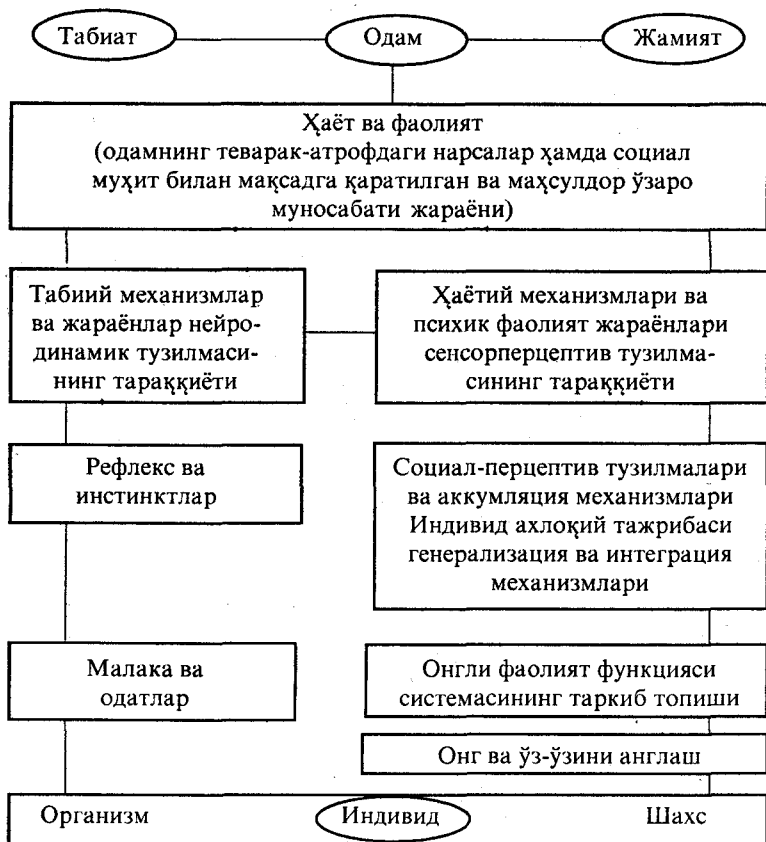 Табиат Одам Жамият
Ҳаёт ва фаолият
(одамнинг теварак-атрофдаги нарсалар ҳамда социал
муҳит билан мақсадга қаратилган ва маҳсулдор ўзаро
муносабати жараёни)
Табиий механизмлар
ва жараёнлар нейро-
динамик тузилмаси-
нинг тараққиёти
Ҳаётий механизмлари ва
психик фаолият жараёнлари
сенсорперцептив тузилма-
сининг тараққиёти
Рефлекс ва
инстинктлар
Социал-перцептив тузилмалари
ва аккумляция механизмлари
Индивид ахлоқий тажрибаси
генерализация ва интеграция
механизмлари
Малака ва
одатлар
Онгли фаолият функцияси
системасининг таркиб топиши
Онг ва ўз-ўзини англаш
Организм Индивид Шахс